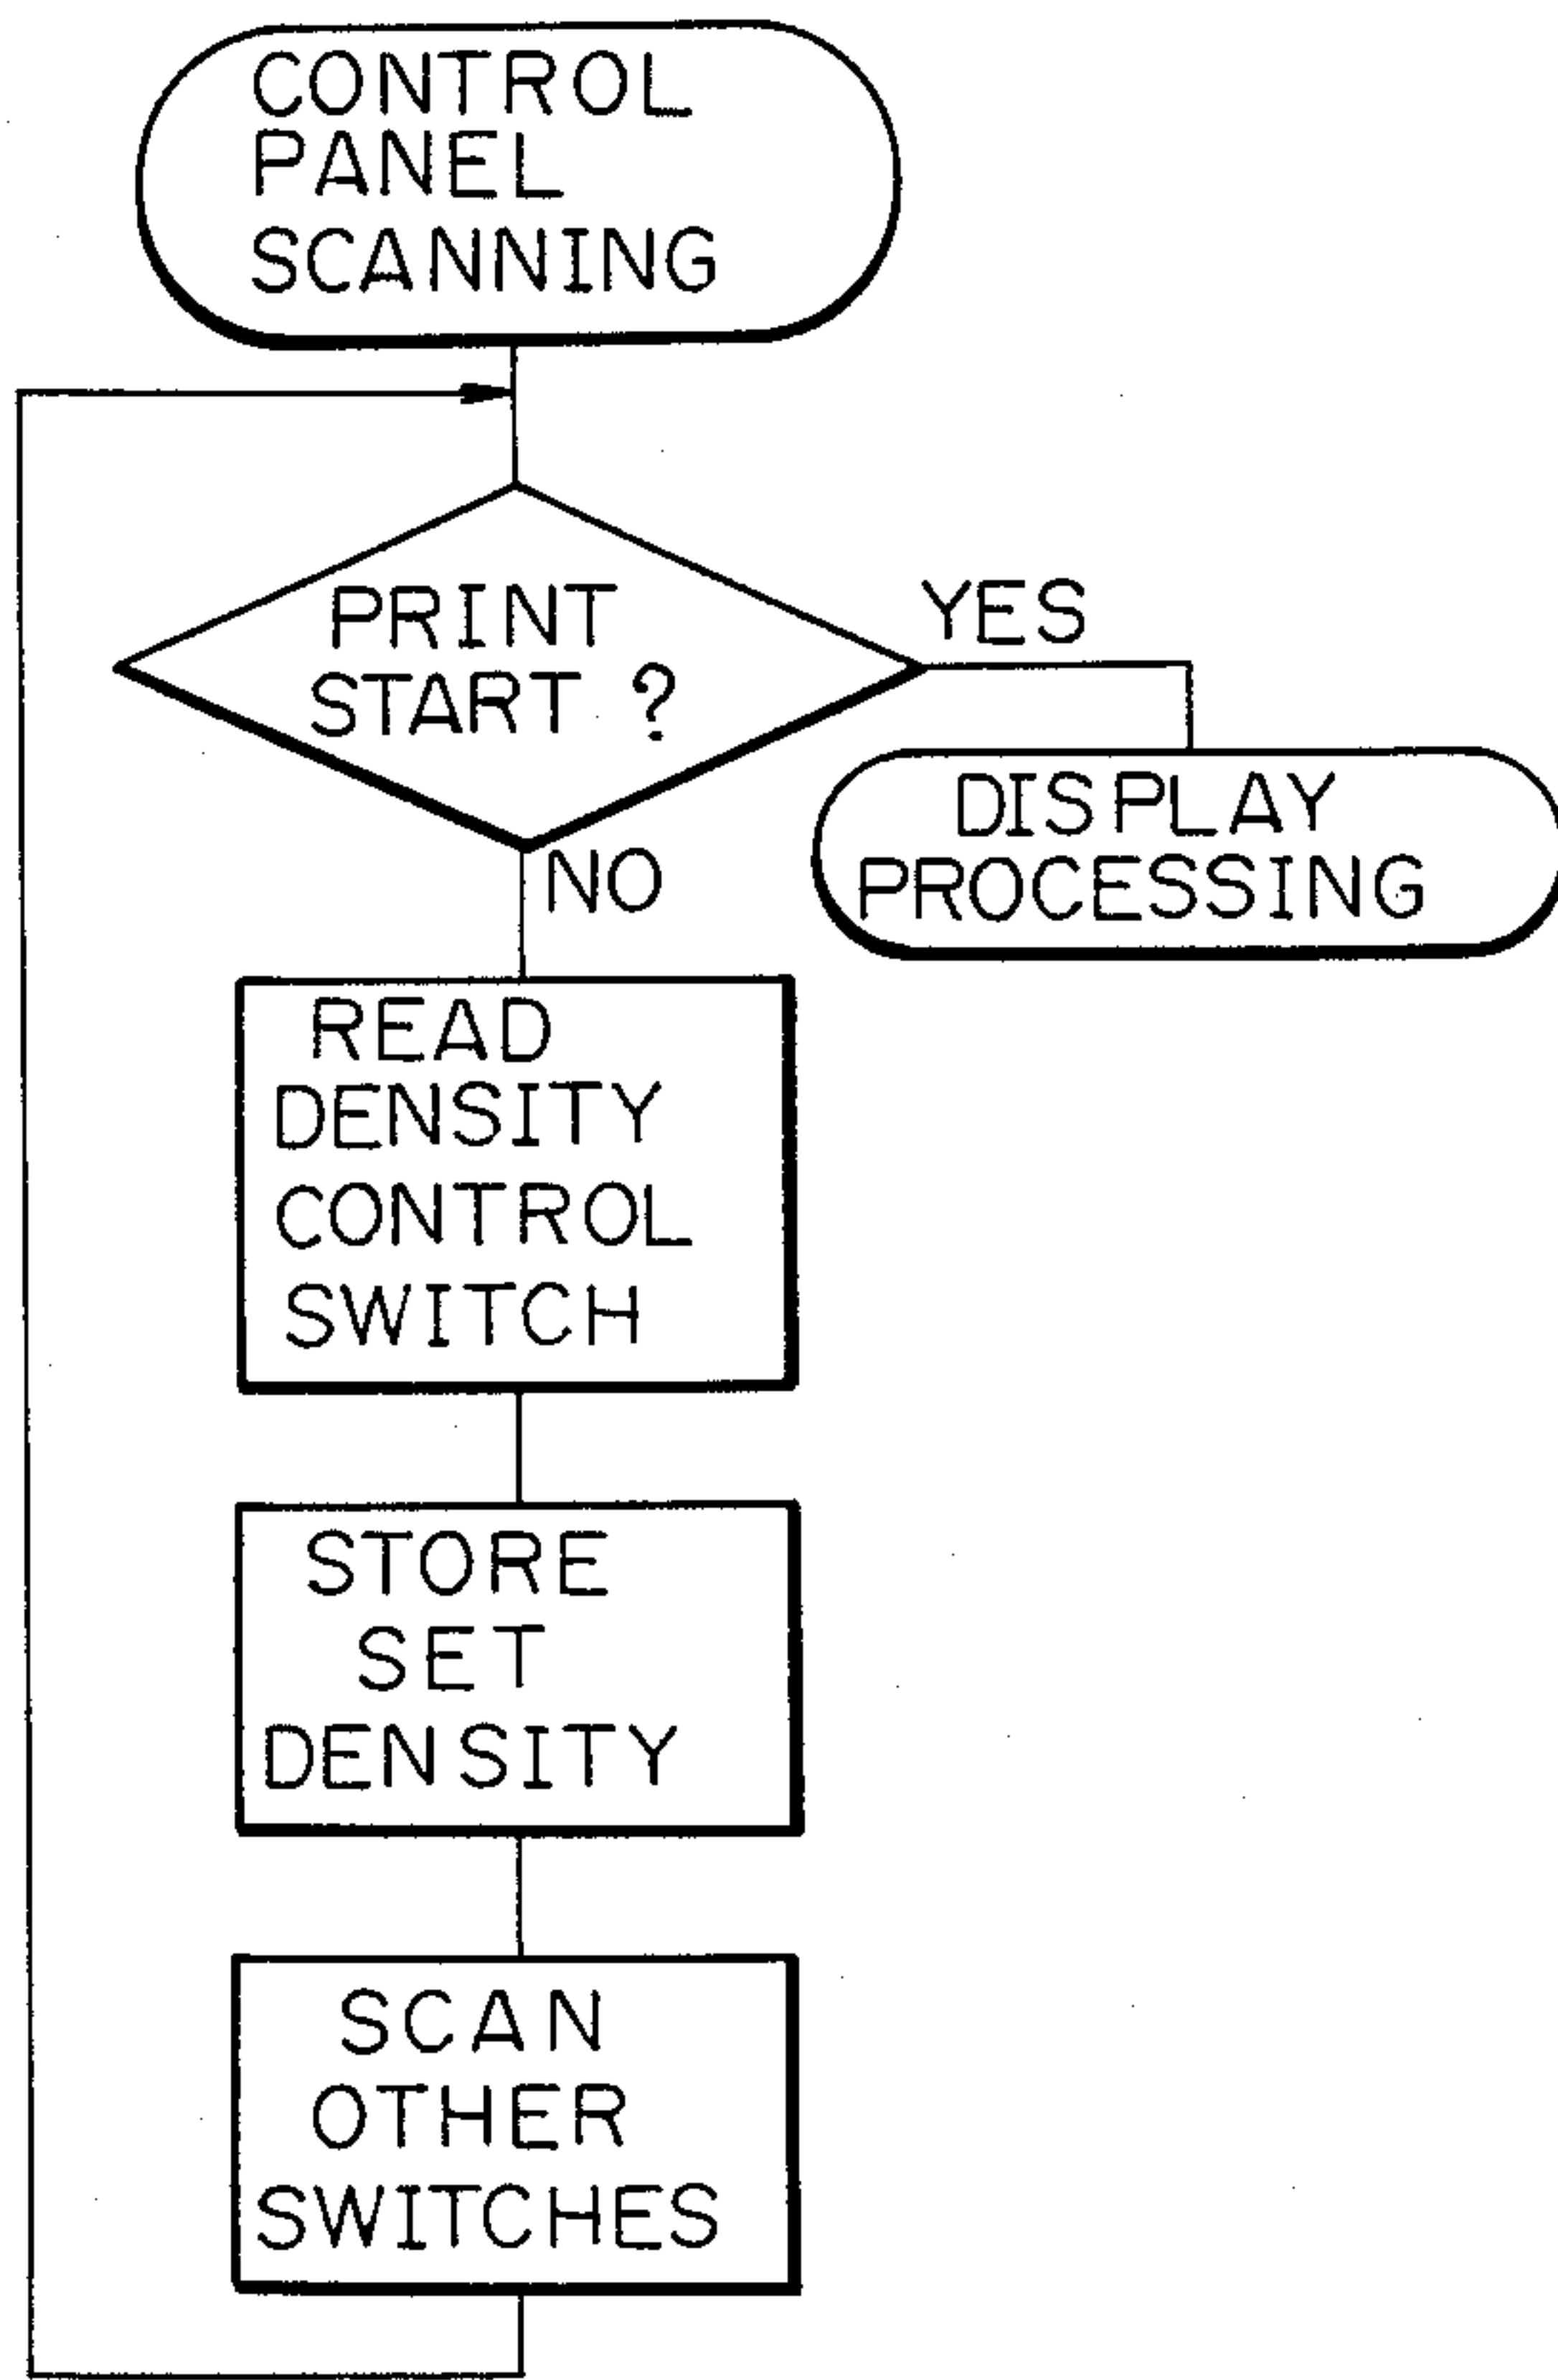 CONTROL
PANEL
SCANNING
PRINT
START ?
YES
DISPLAY
PROCESSING
NO
READ
DENSITY
CONTROL
SWITCH
STORE
SET
DENSITY
SCAN
OTHER
SWITCHES